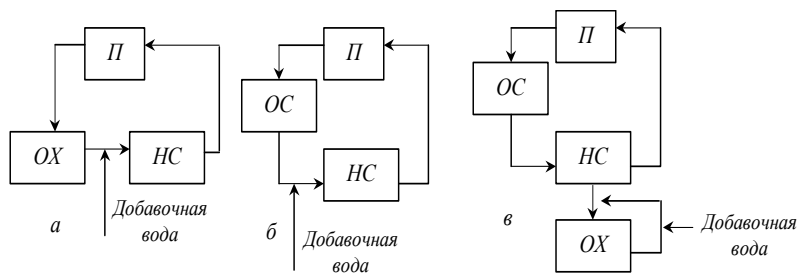 П
ОХ
НС
Добавочная
вода
а
П
ОС
НС
Добавочная
вода
б
П
ОС
НС
ОХ
Добавочная
вода
в